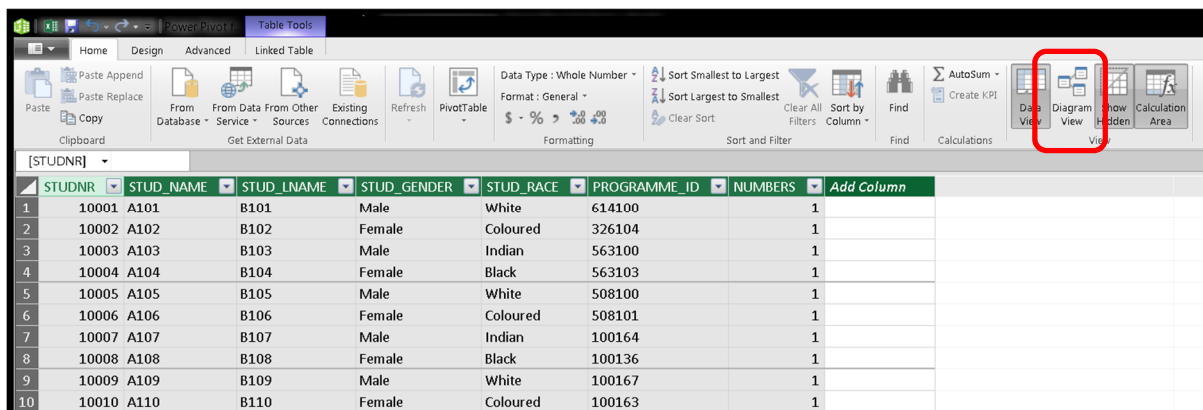 Power Pivot f
Table Tools
Home Design Advanced Linked Table
Paste
Paste Append
Paste Replace
Copy
Clipboard
From Database
From Data Service
From Other Sources
Existing Connections
Get External Data
Refresh
PivotTable
Data Type : Whole Number
Format : General
$ - % , .00 .00
Formatting
Sort Smallest to Largest
Sort Largest to Smallest
Clear Sort
Clear All Filters
Sort by Column
Sort and Filter
Find
Find
AutoSum
Create KPI
Calculations
Data View
Diagram View
Show Hidden
Calculation Area
View
[STUDNR]
STUDNR STUD_NAME STUD_LNAME STUD_GENDER STUD_RACE PROGRAMME_ID NUMBERS Add Column
1 10001 A101 B101 Male White 614100 1
2 10002 A102 B102 Female Coloured 326104 1
3 10003 A103 B103 Male Indian 563100 1
4 10004 A104 B104 Female Black 563103 1
5 10005 A105 B105 Male White 508100 1
6 10006 A106 B106 Female Coloured 508101 1
7 10007 A107 B107 Male Indian 100164 1
8 10008 A108 B108 Female Black 100136 1
9 10009 A109 B109 Male White 100167 1
10 10010 A110 B110 Female Coloured 100163 1